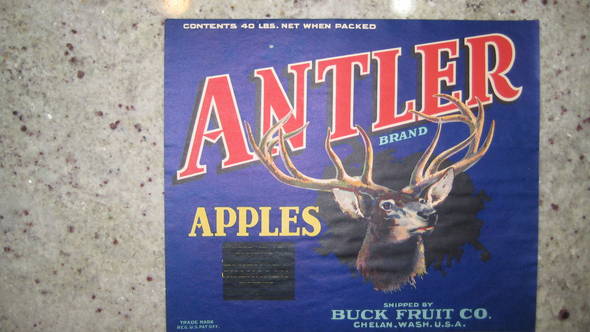 CONTENTS 40 LBS. NET WHEN PACKED
ANTLER
BRAND
APPLES
SHIPPED BY
BUCK FRUIT CO.
CHELAN, WASH. U.S.A.
TRADE MARK
REG. U.S. PAT. OFF.